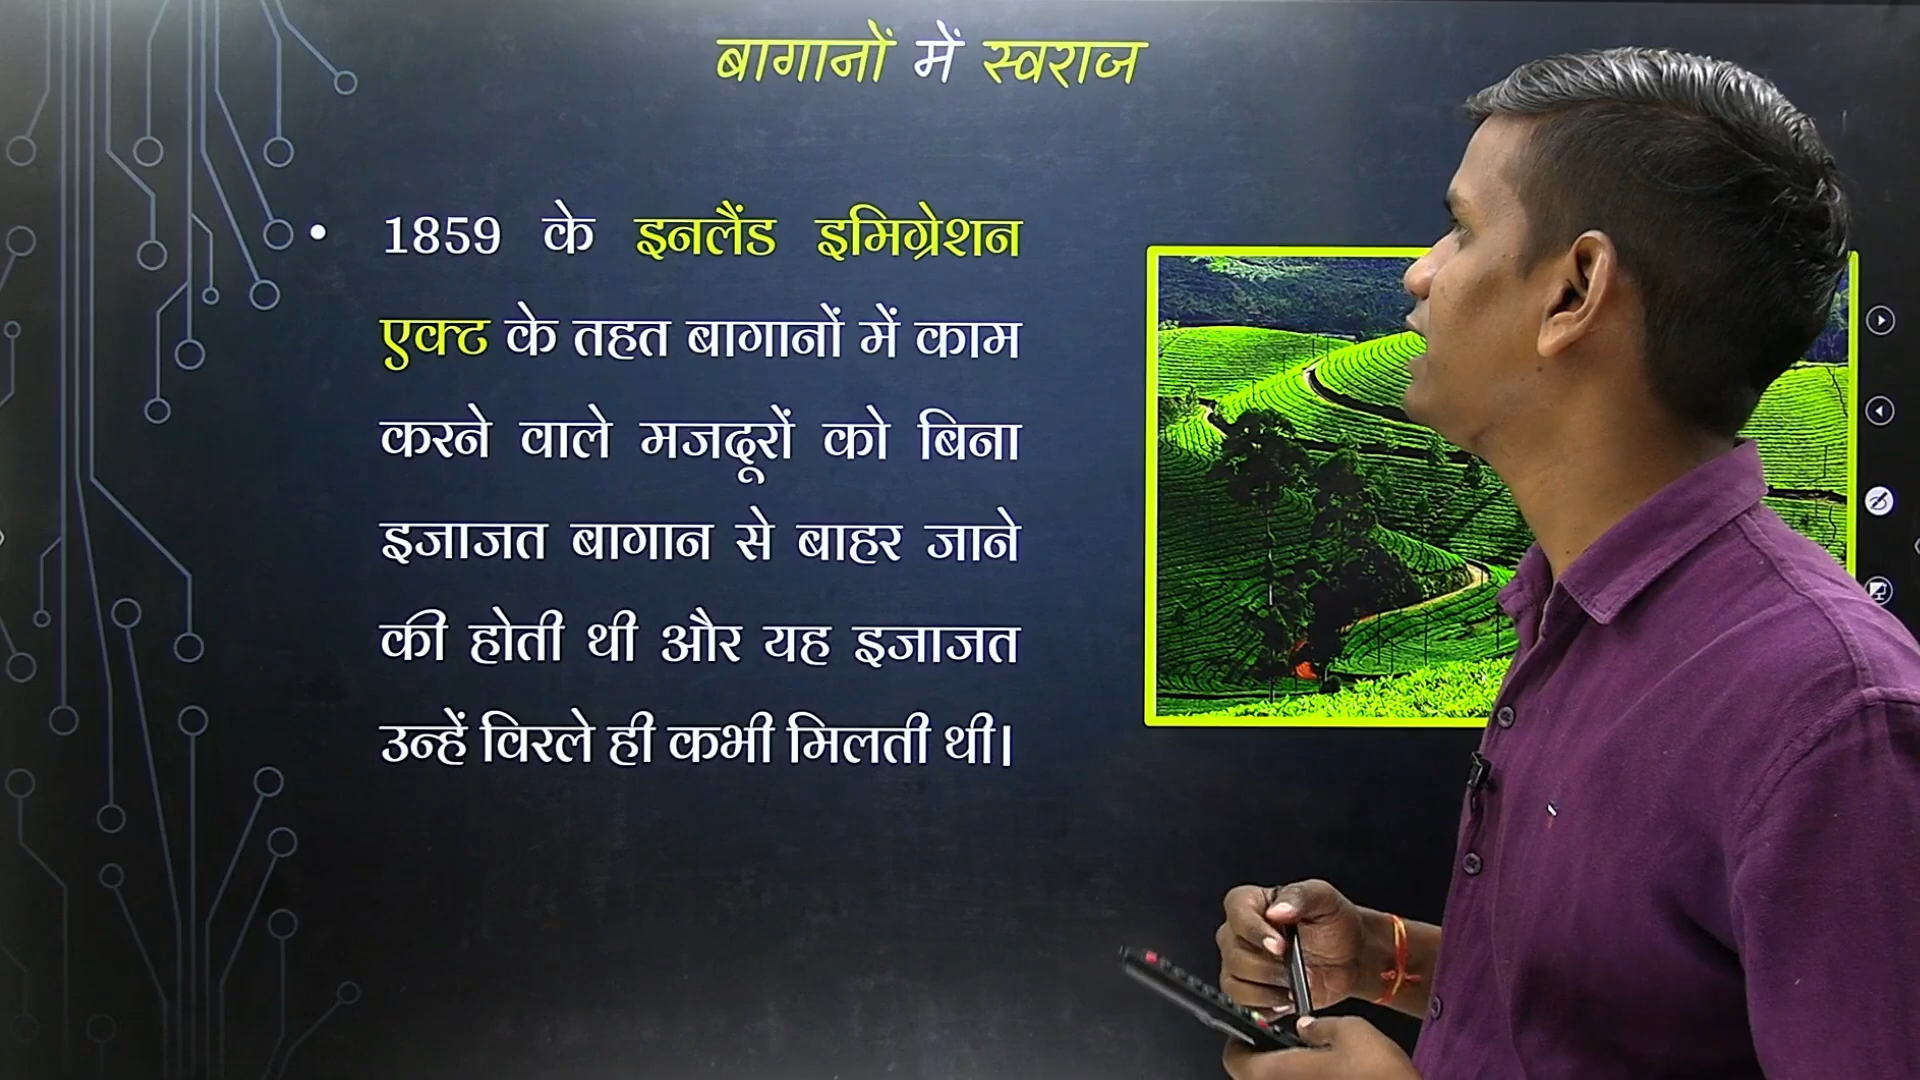 बागानों में स्वराज
• 1859 के इनलैंड इमिग्रेशन
एक्ट के तहत बागानों में काम
करने वाले मजदूरों को बिना
इजाजत बागान से बाहर जाने
की होती थी और यह इजाजत
उन्हें विरले ही कभी मिलती थी।